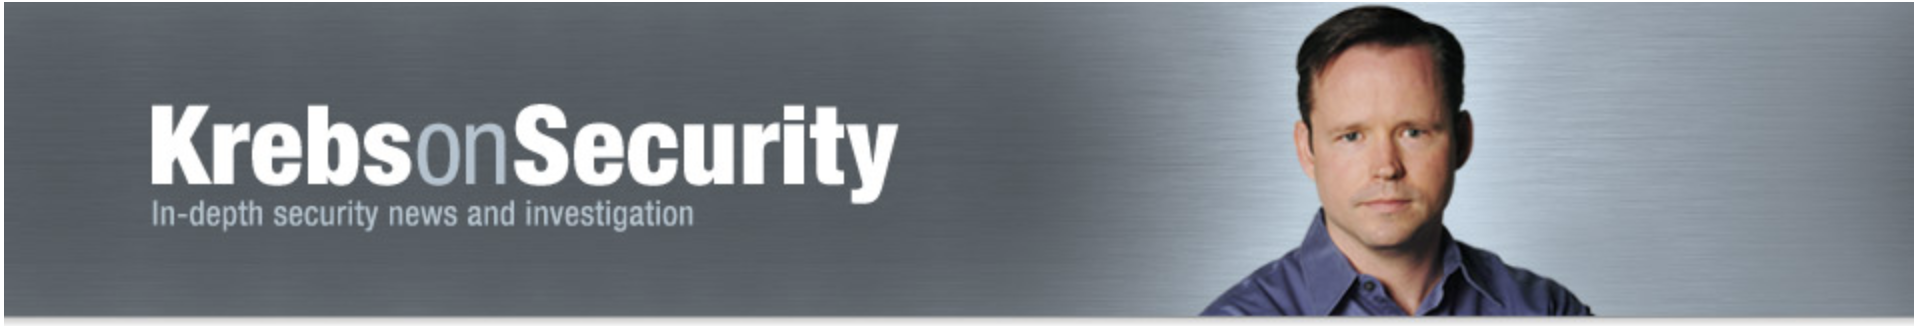 KrebsonSecurity
In-depth security news and investigation